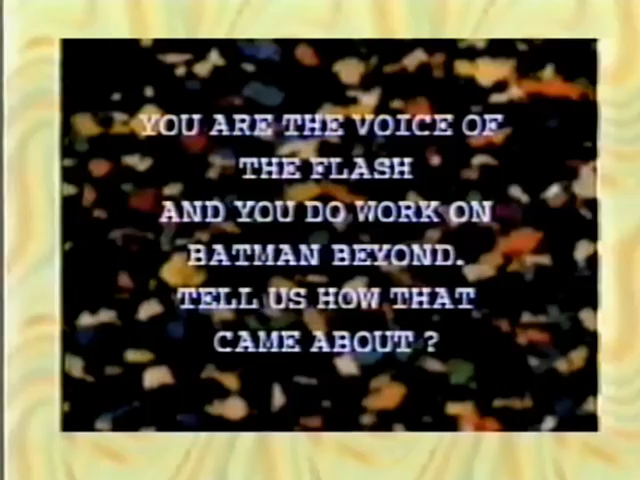 YOU ARE THE VOICE OF
THE FLASH
AND YOU DO WORK ON
BATMAN BEYOND.
TELL US HOW THAT
CAME ABOUT ?